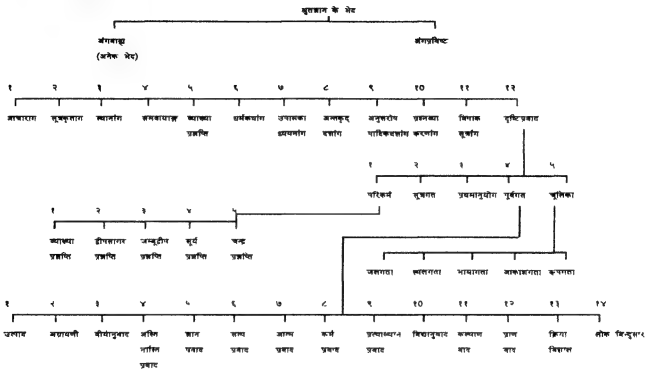 श्रुतज्ञान के भेद
अंगबाह्य अंगप्रविष्ट
(अनेक भेद)
१ २ ३ ४ ५ ६ ७ ८ ९ १० ११ १२
आचारांग सूत्रकृतांग स्थानांग समवायाङ्ग व्याख्या धर्मकथांग उपासका अन्तकृद् अनुत्तरोप प्रश्नव्या विपाक दृष्टिप्रवाद
प्रज्ञप्ति ध्ययनांग दशांग पादिकदशांग करणांग सूत्रांग
१ २ ३ ४ ५
परिकर्म सूत्रगत प्रथमानुयोग पूर्वगत चूलिका
१ २ ३ ४ ५
व्याख्या द्वीपसागर जम्बूद्वीप सूर्य चन्द्र
प्रज्ञप्ति प्रज्ञप्ति प्रज्ञप्ति प्रज्ञप्ति प्रज्ञप्ति
जलगता स्थलगता मायागता आकाशगता रूपगता
१ २ ३ ४ ५ ६ ७ ८ ९ १० ११ १२ १३ १४
उत्पाद अग्रायणी वीर्यानुवाद अस्ति ज्ञान सत्य आत्म कर्म प्रत्याख्यान विद्यानुवाद कल्याण प्राण क्रिया लोक बिन्दुसार
नास्ति प्रवाद प्रवाद प्रवाद प्रवाद प्रवाद वाद वाद विशाल
प्रवाद